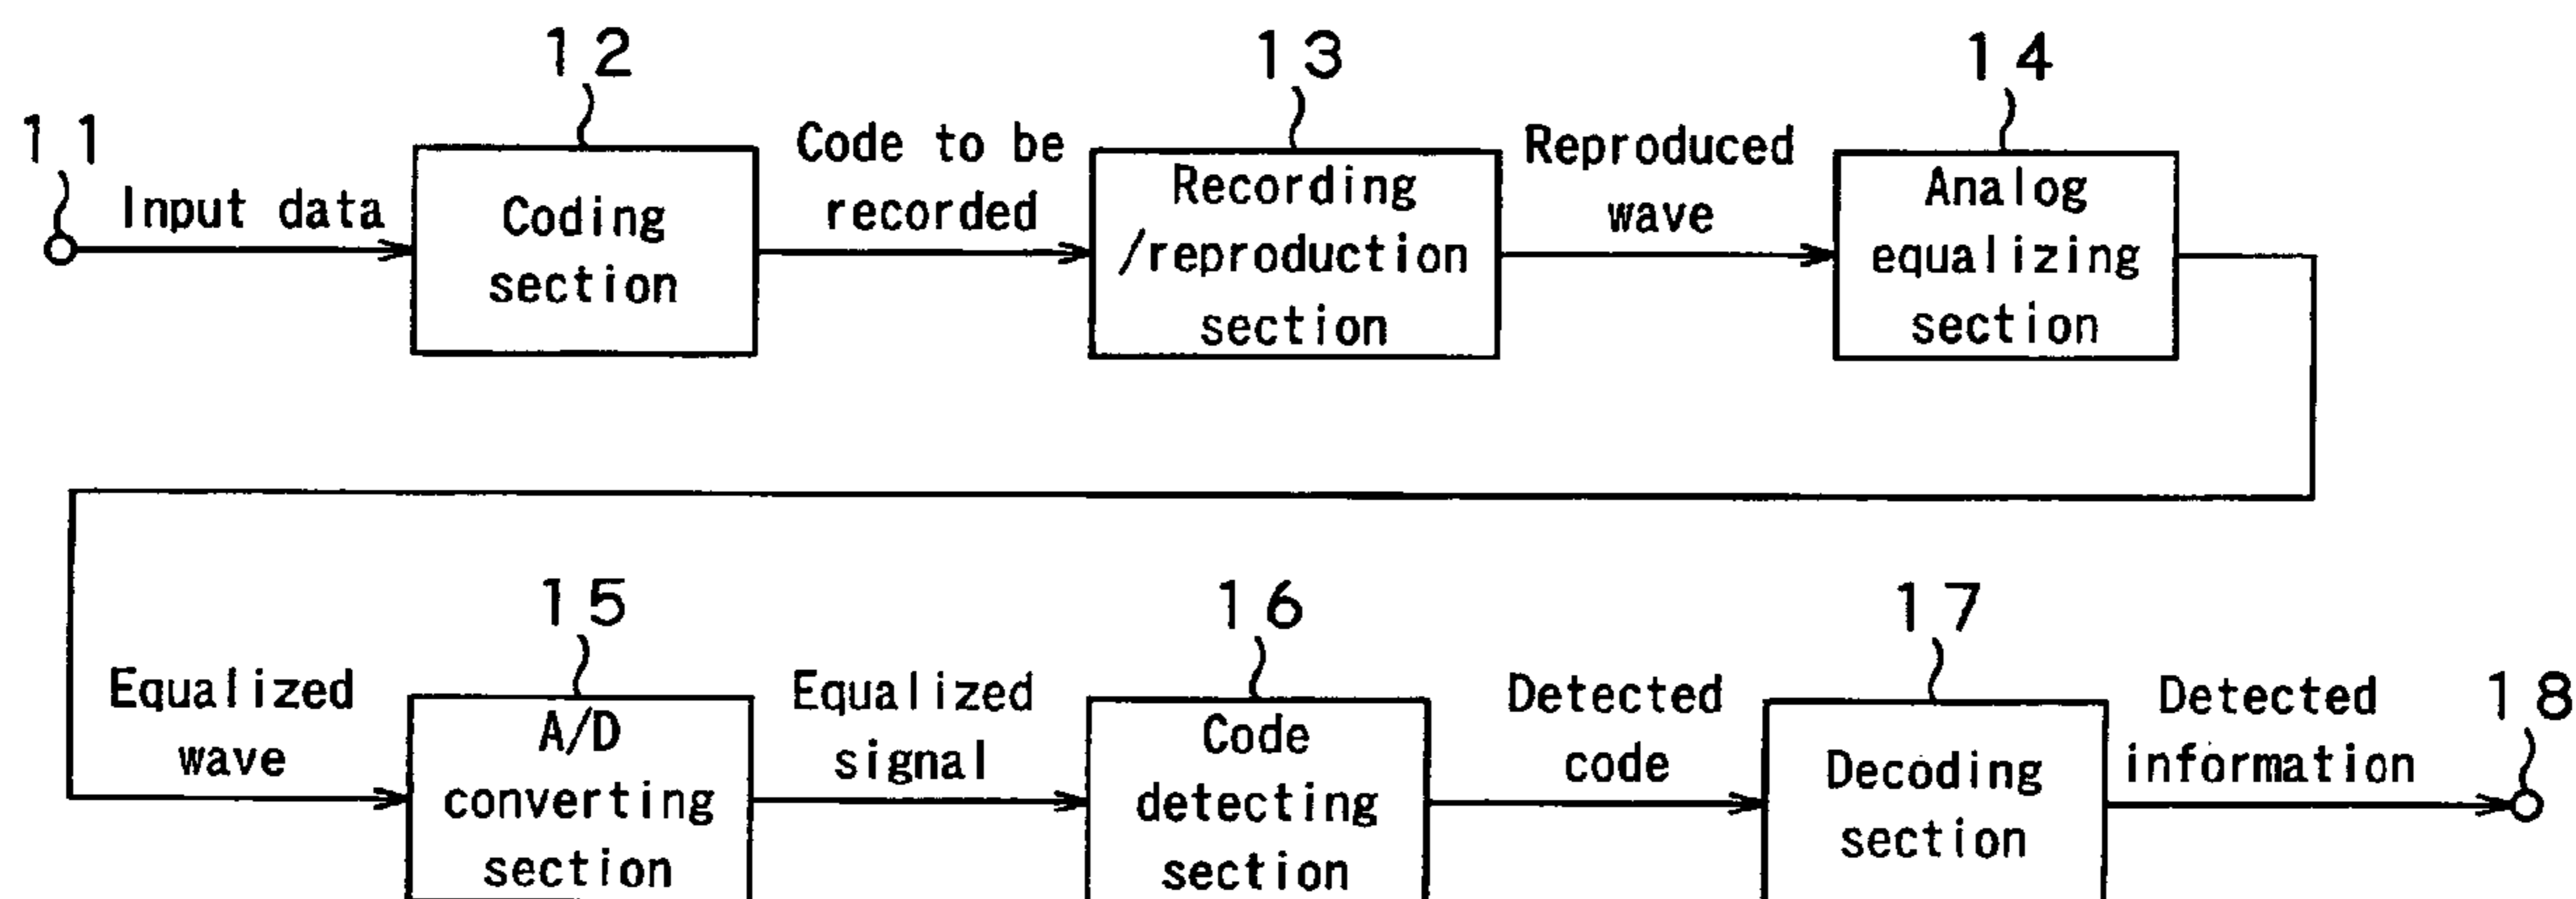 11
Input data
12
Coding
section
Code to be
recorded
13
Recording
/reproduction
section
Reproduced
wave
14
Analog
equalizing
section
Equalized
wave
15
A/D
converting
section
Equalized
signal
16
Code
detecting
section
Detected
code
17
Decoding
section
Detected
information
18